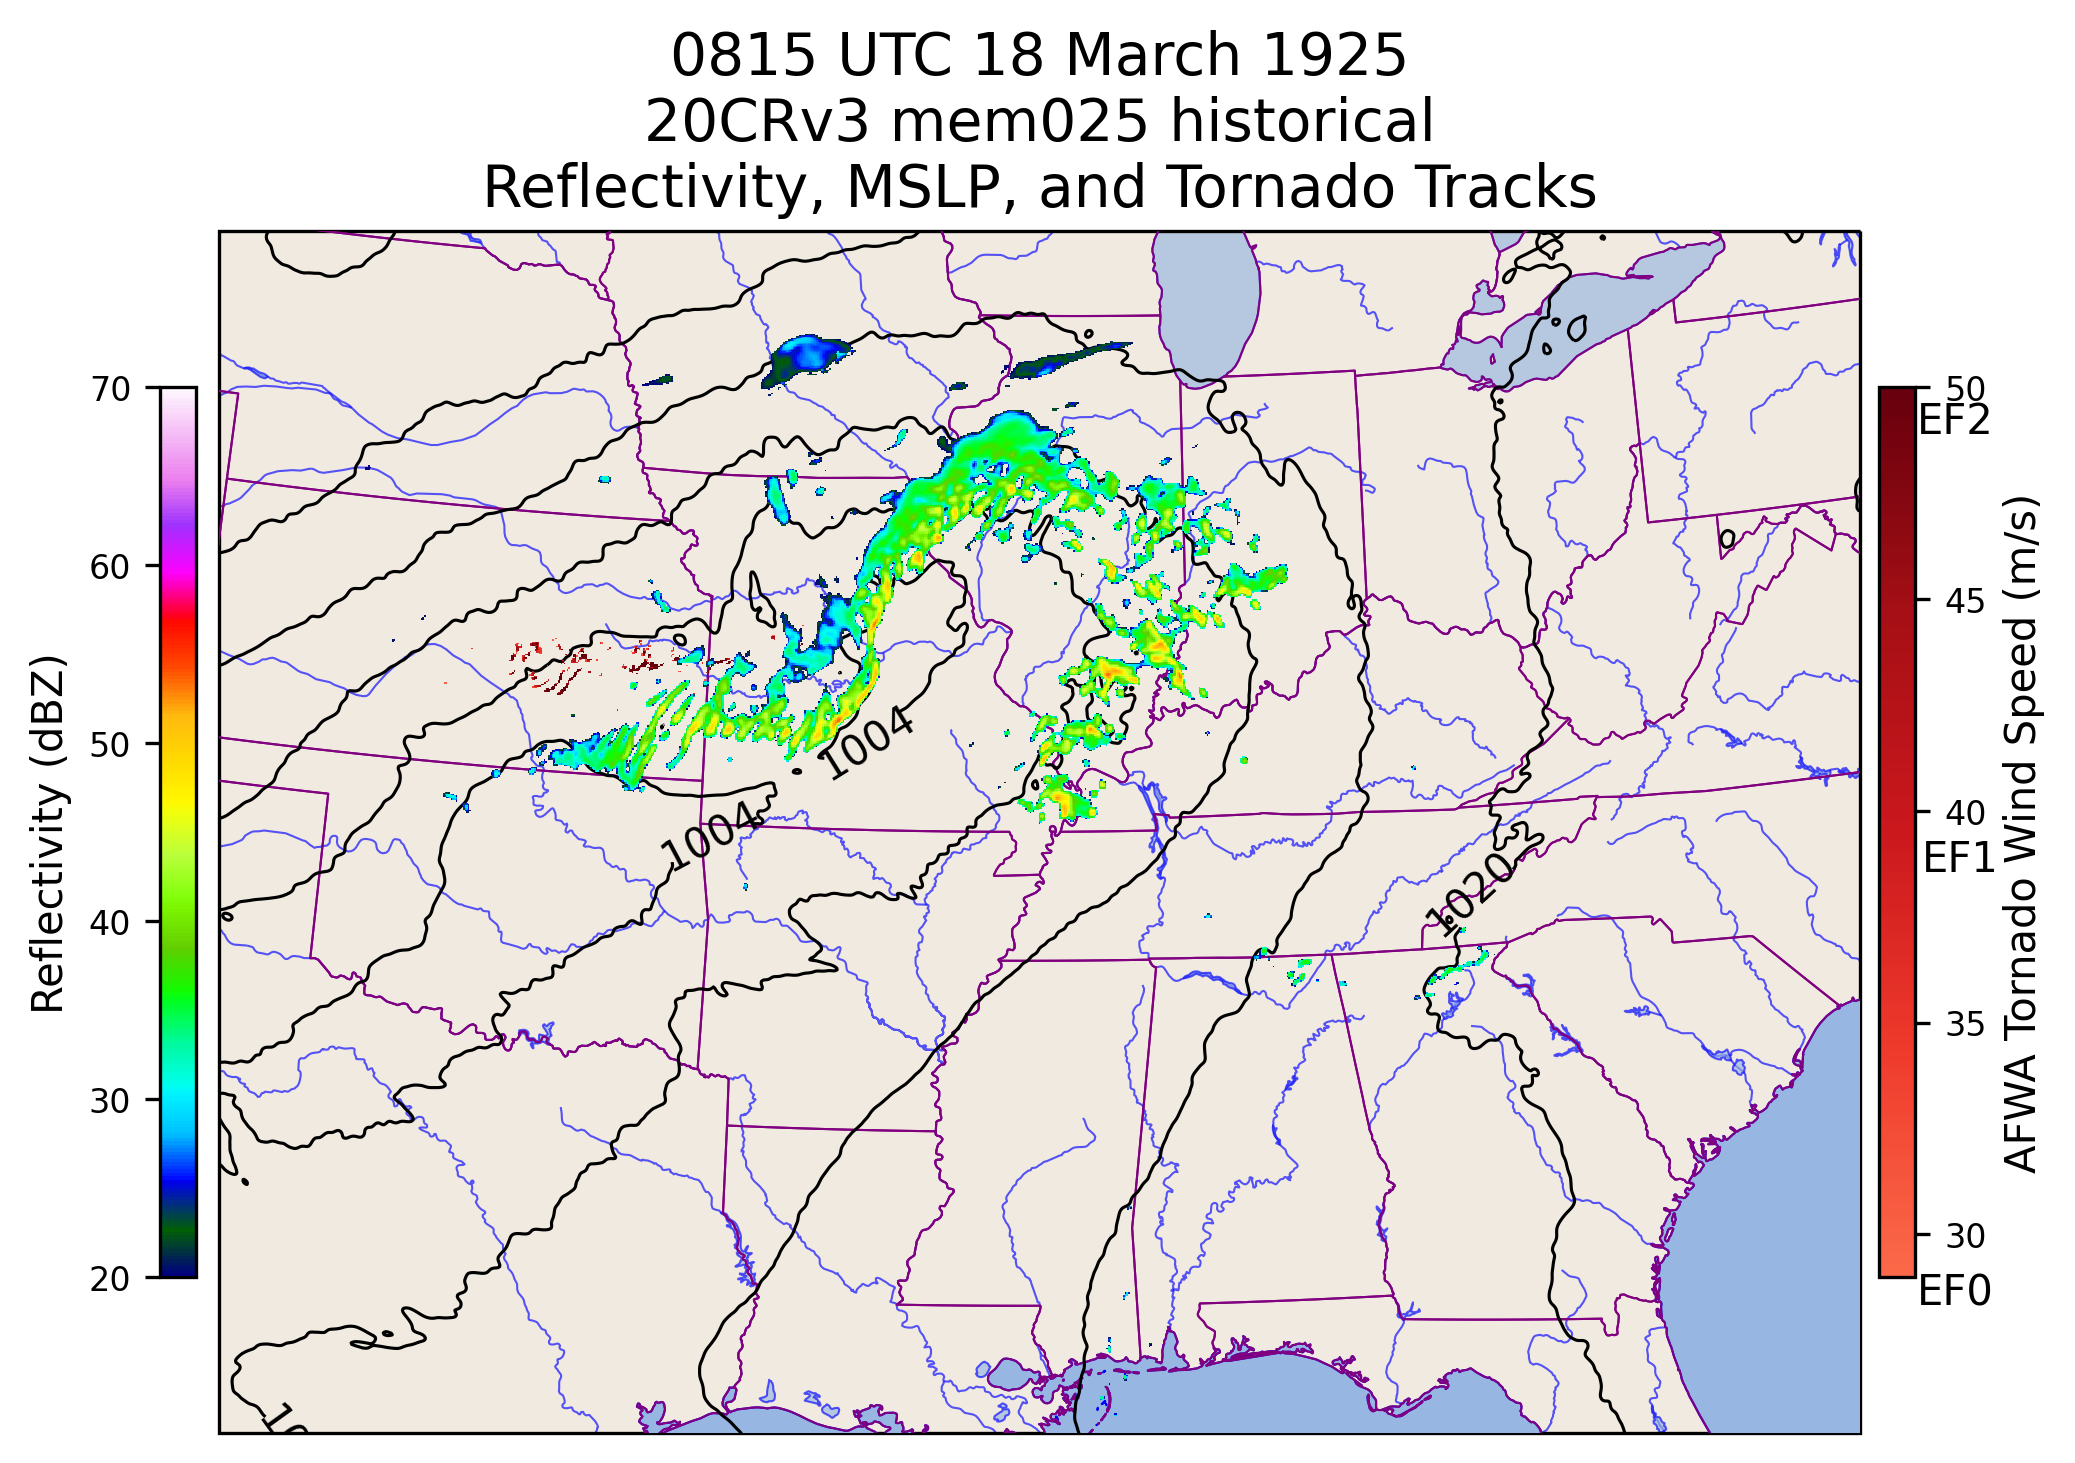 0815 UTC 18 March 1925
20CRv3 mem025 historical
Reflectivity, MSLP, and Tornado Tracks
70
60
50
40
30
20
Reflectivity (dBZ)
1004
1004
1020
50
EF2
45
40
EF1
35
30
EF0
AFWA Tornado Wind Speed (m/s)